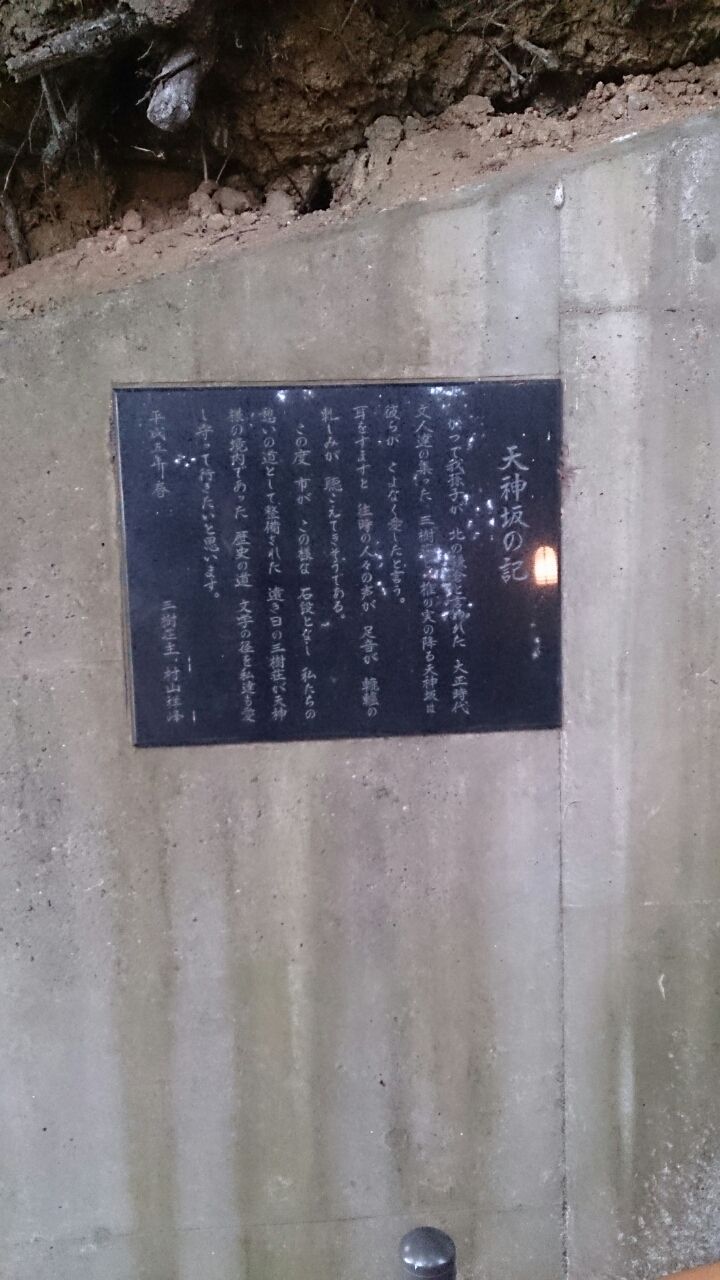 天神坂の記
かつて我孫子が 北の鎌倉と言われた 大正時代
文人達の集った 三樹荘 椎の実の降る天神坂は
彼らが こよなく愛したと言う。
耳をすますと 往時の人々の声が 足音が 轆轤の
軋しみが 聴こえてきそうである。
この度 市が この様な 石段となし 私たちの
憩いの道として整備された 遠き日の三樹荘が天神
様の境内であった 歴史の道 文学の径を私達も愛
し守って行きたいと思います。
平成五年 春
三樹荘主 村山祥峰